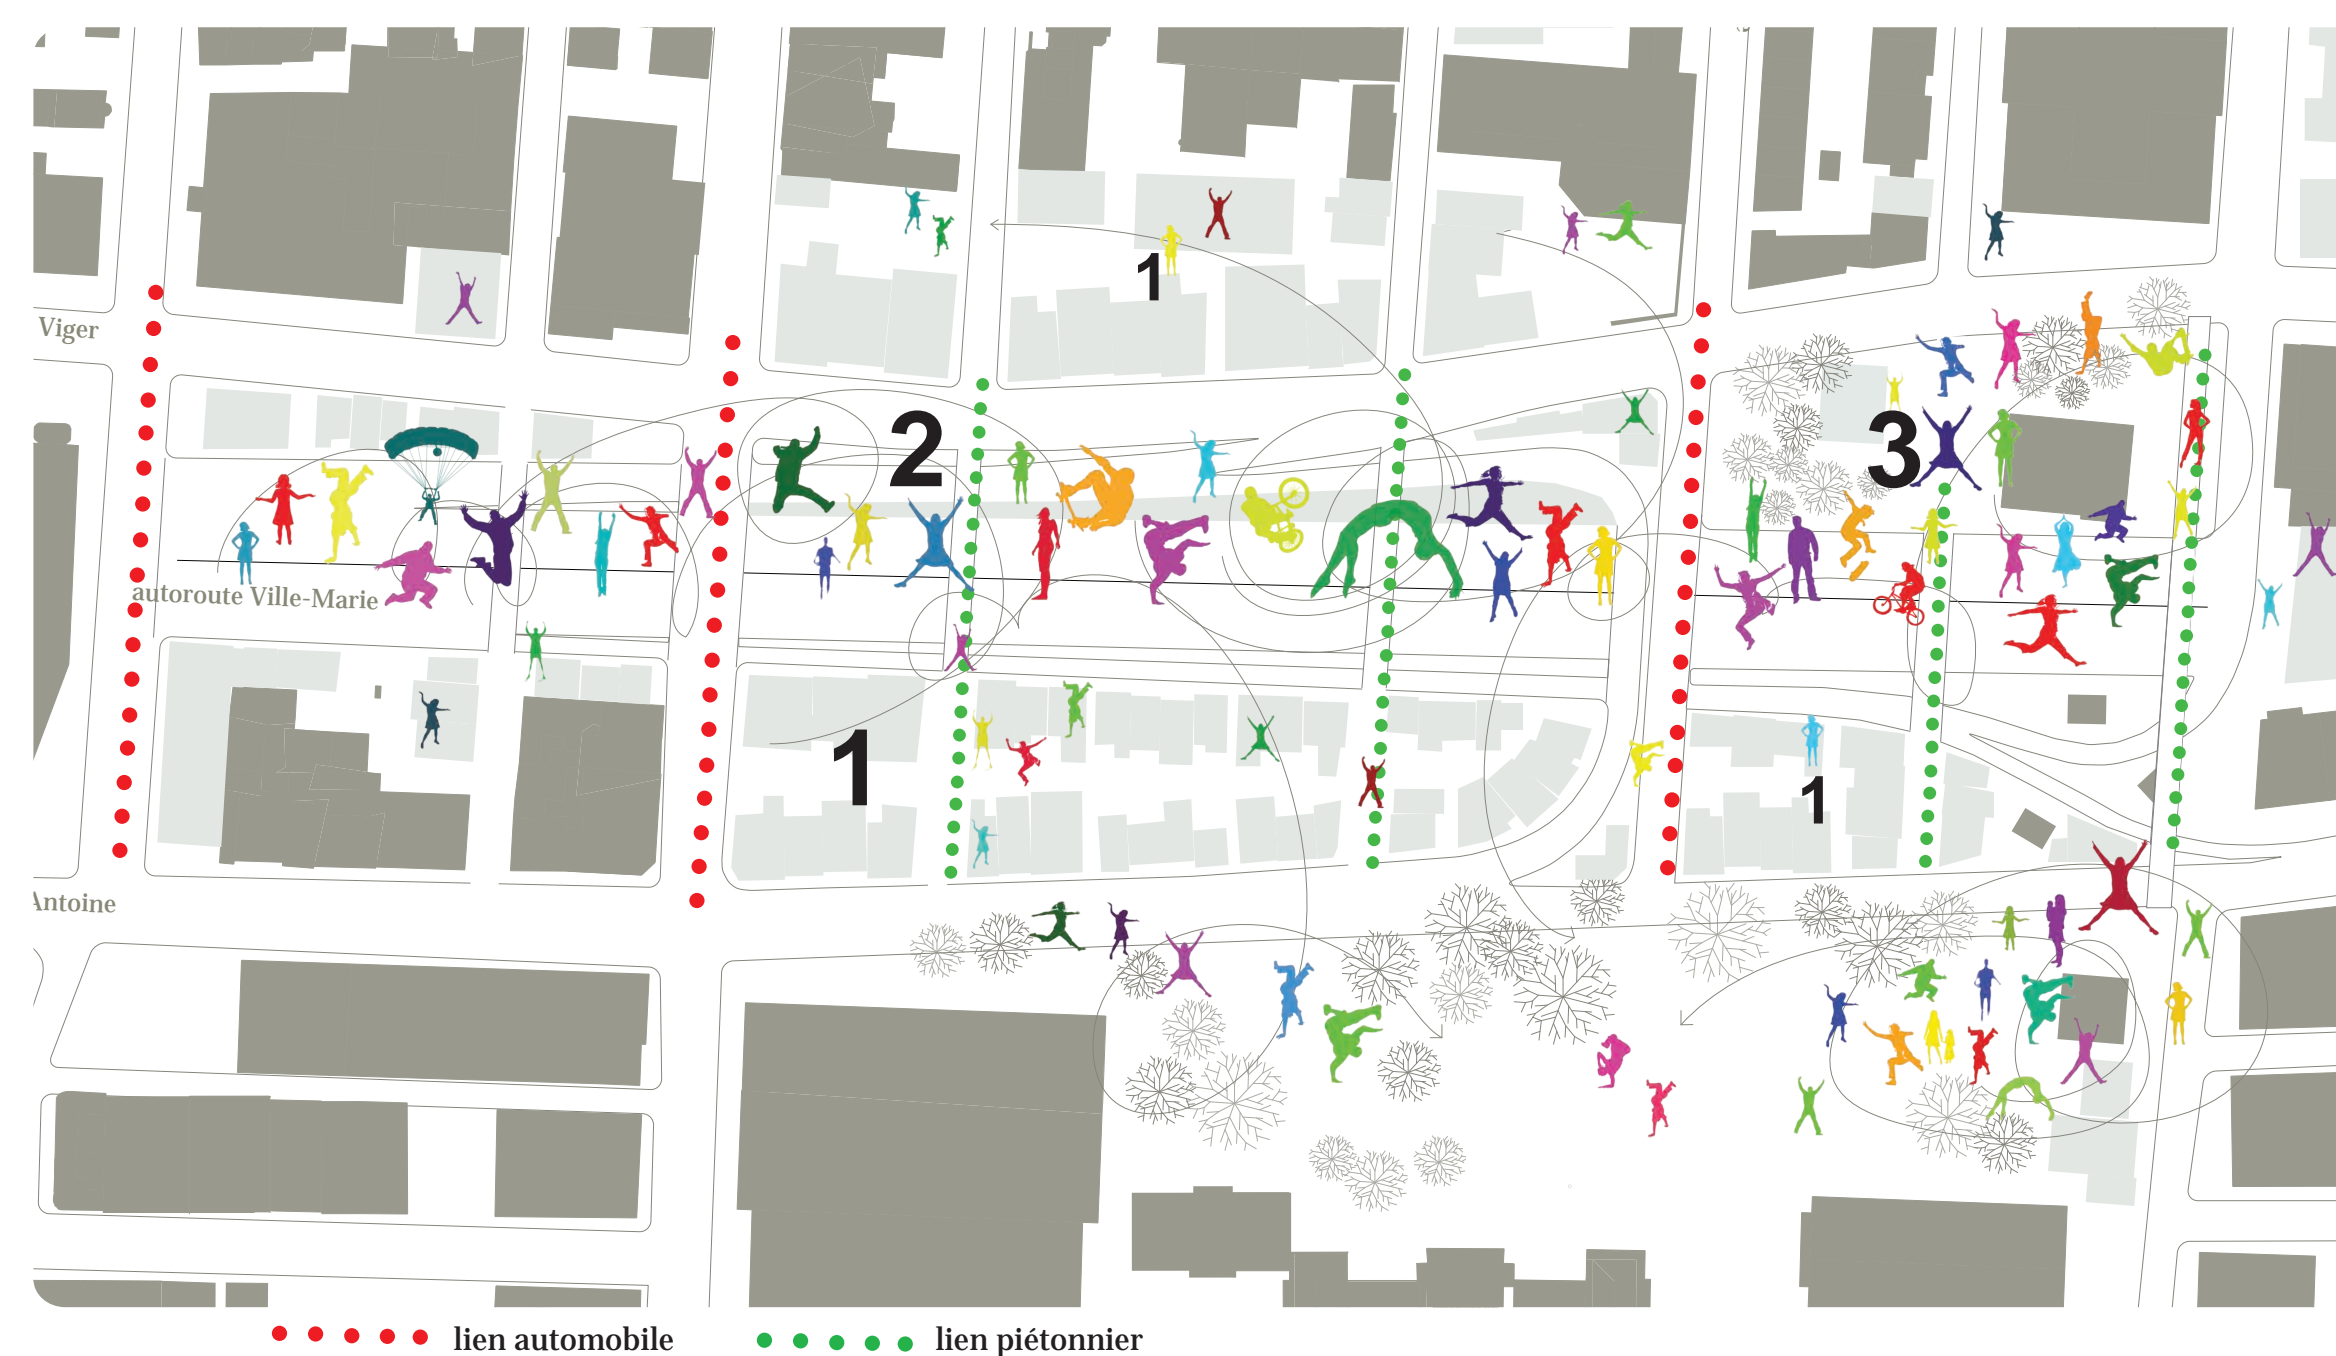 1
Viger
2
3
autoroute Ville-Marie
1
1
Antoine
lien automobile
lien piétonnier